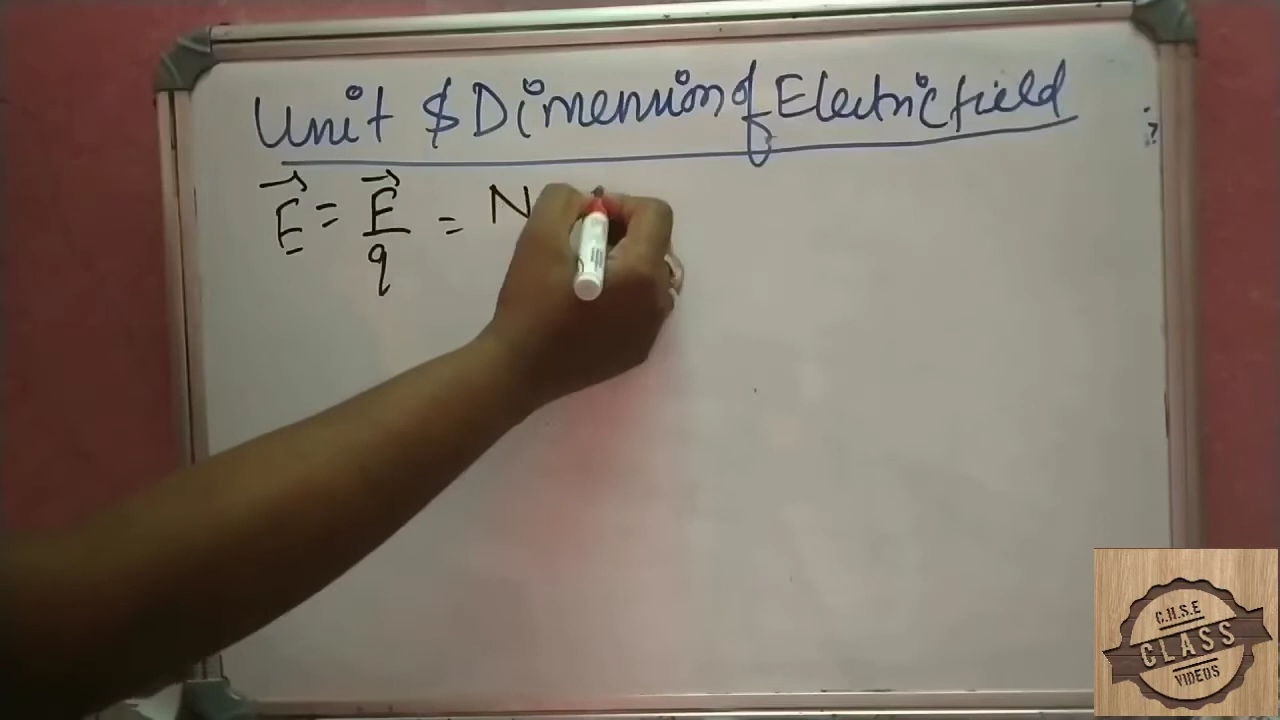 Unit & Dimension of Electric field
E = F/q = N
C.H.S.E
CLASS
VIDEOS